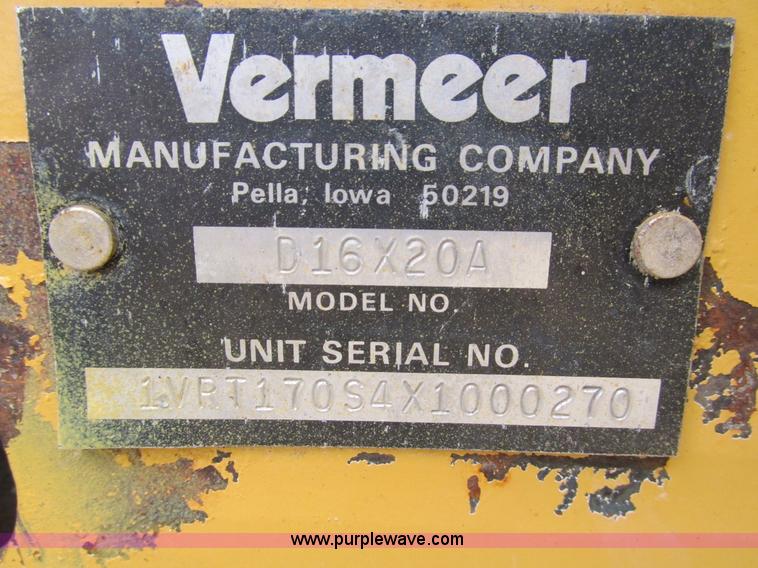 Vermeer
MANUFACTURING COMPANY
Pella, Iowa 50219
D16X20A
MODEL NO.
UNIT SERIAL NO.
1VRT170S4X1000270
www.purplewave.com